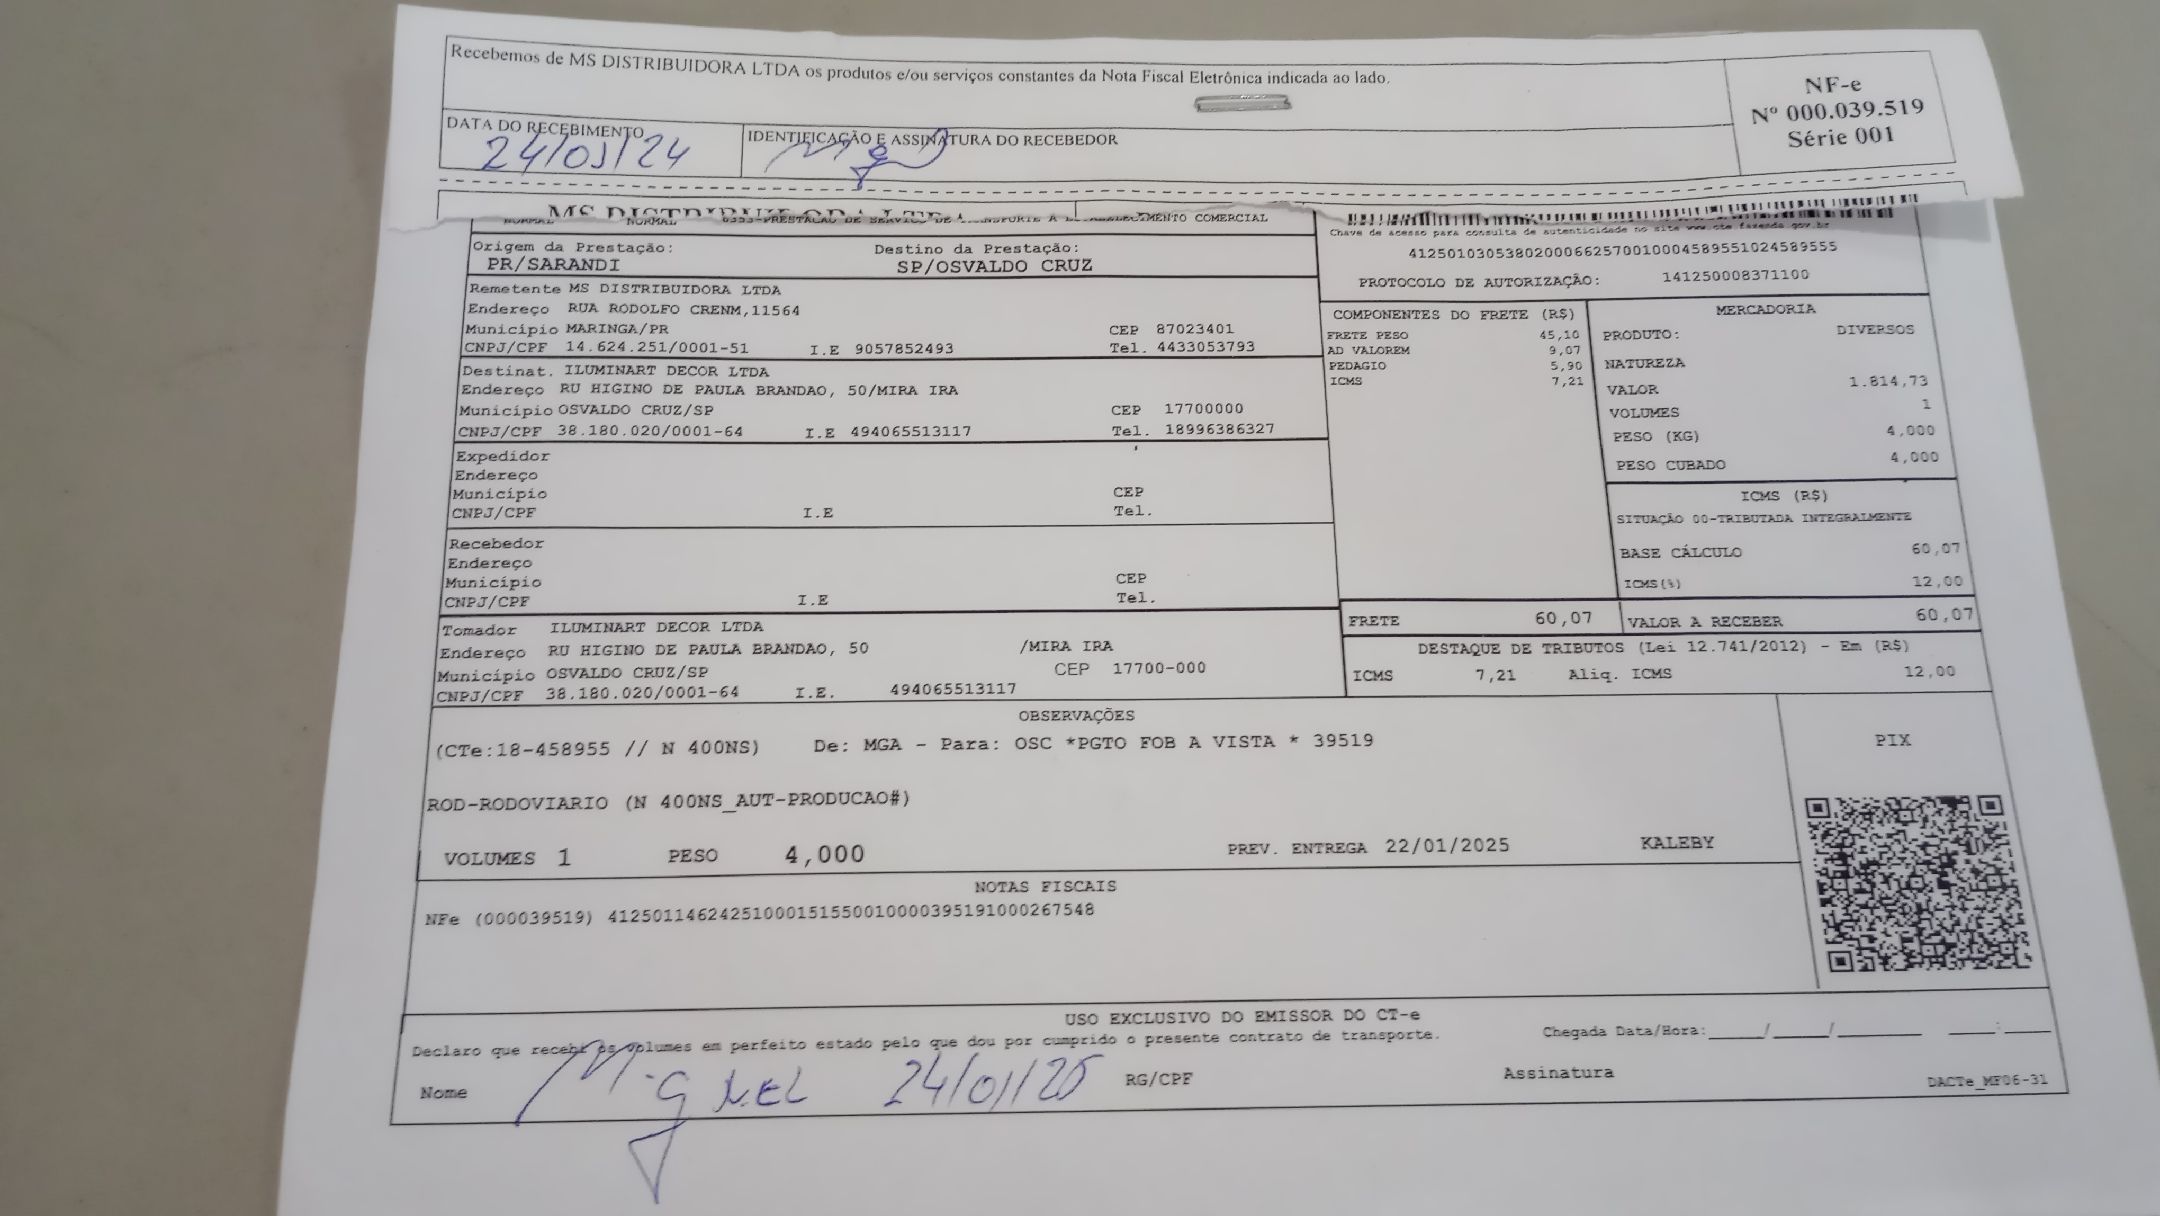 Recebemos de MS DISTRIBUIDORA LTDA os produtos e/ou serviços constantes da Nota Fiscal Eletrônica indicada ao lado.
NF-e
Nº 000.039.519
Série 001
DATA DO RECEBIMENTO
IDENTIFICAÇÃO E ASSINATURA DO RECEBEDOR
24/01/24
MS DISTRIBUIDORA LTDA
NORMAL NORMAL COMERCIAL
Chave de acesso para consulta de autenticidade no site www.cte.fazenda.gov.br
41250103053802000662570010004589551024589555
PROTOCOLO DE AUTORIZAÇÃO: 141250008371100
Origem da Prestação: Destino da Prestação:
PR/SARANDI SP/OSVALDO CRUZ
Remetente MS DISTRIBUIDORA LTDA
Endereço RUA RODOLFO CRENM,11564
Município MARINGA/PR CEP 87023401
CNPJ/CPF 14.624.251/0001-51 I.E 9057852493 Tel. 4433053793
Destinat. ILUMINART DECOR LTDA
Endereço RU HIGINO DE PAULA BRANDAO, 50/MIRA IRA
Município OSVALDO CRUZ/SP CEP 17700000
CNPJ/CPF 38.180.020/0001-64 I.E 494065513117 Tel. 18996386327
Expedidor
Endereço
Município CEP
CNPJ/CPF I.E Tel.
Recebedor
Endereço
Município CEP
CNPJ/CPF I.E Tel.
Tomador ILUMINART DECOR LTDA
Endereço RU HIGINO DE PAULA BRANDAO, 50 /MIRA IRA
Município OSVALDO CRUZ/SP CEP 17700-000
CNPJ/CPF 38.180.020/0001-64 I.E. 494065513117
COMPONENTES DO FRETE (R$)
FRETE PESO 45,10
AD VALOREM 9,07
PEDAGIO 5,90
ICMS 7,21
MERCADORIA
PRODUTO: DIVERSOS
NATUREZA
VALOR 1.814,73
VOLUMES 1
PESO (KG) 4,000
PESO CUBADO 4,000
ICMS (R$)
SITUAÇÃO 00-TRIBUTADA INTEGRALMENTE
BASE CÁLCULO 60,07
ICMS(%) 12,00
FRETE 60,07 VALOR A RECEBER 60,07
DESTAQUE DE TRIBUTOS (Lei 12.741/2012) - Em (R$)
ICMS 7,21 Aliq. ICMS 12,00
OBSERVAÇÕES
(CTe:18-458955 // N 400NS) De: MGA - Para: OSC *PGTO FOB A VISTA * 39519
PIX
ROD-RODOVIARIO (N 400NS_AUT-PRODUCAO#)
VOLUMES 1 PESO 4,000 PREV. ENTREGA 22/01/2025 KALEBY
NOTAS FISCAIS
NFe (000039519) 41250114624251000151550010000395191000267548
USO EXCLUSIVO DO EMISSOR DO CT-e
Declaro que recebi os volumes em perfeito estado pelo que dou por cumprido o presente contrato de transporte. Chegada Data/Hora:____/____/______ ___:___
Nome MigUEL 24/01/25 RG/CPF Assinatura DACTe_MF06-31